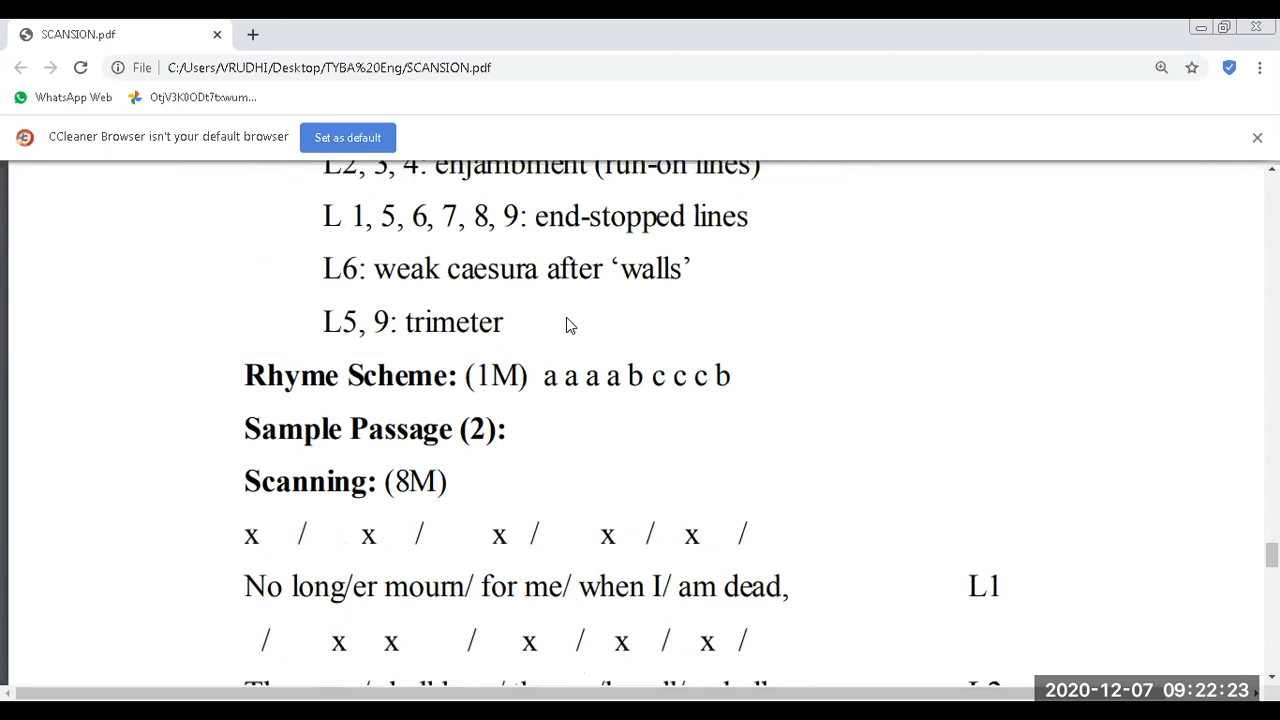 SCANSION.pdf
File C:/Users/VRUDHI/Desktop/TYBA%20Eng/SCANSION.pdf
WhatsApp Web OtjV3K0ODt7txwum...
CCleaner Browser isn't your default browser Set as default
L2, 3, 4: enjambment (run-on lines)
L 1, 5, 6, 7, 8, 9: end-stopped lines
L6: weak caesura after ‘walls’
L5, 9: trimeter
Rhyme Scheme: (1M) a a a a b c c c b
Sample Passage (2):
Scanning: (8M)
x / x / x / x / x /
No long/er mourn/ for me/ when I/ am dead, L1
/ x x / x / x / x /
2020-12-07 09:22:23